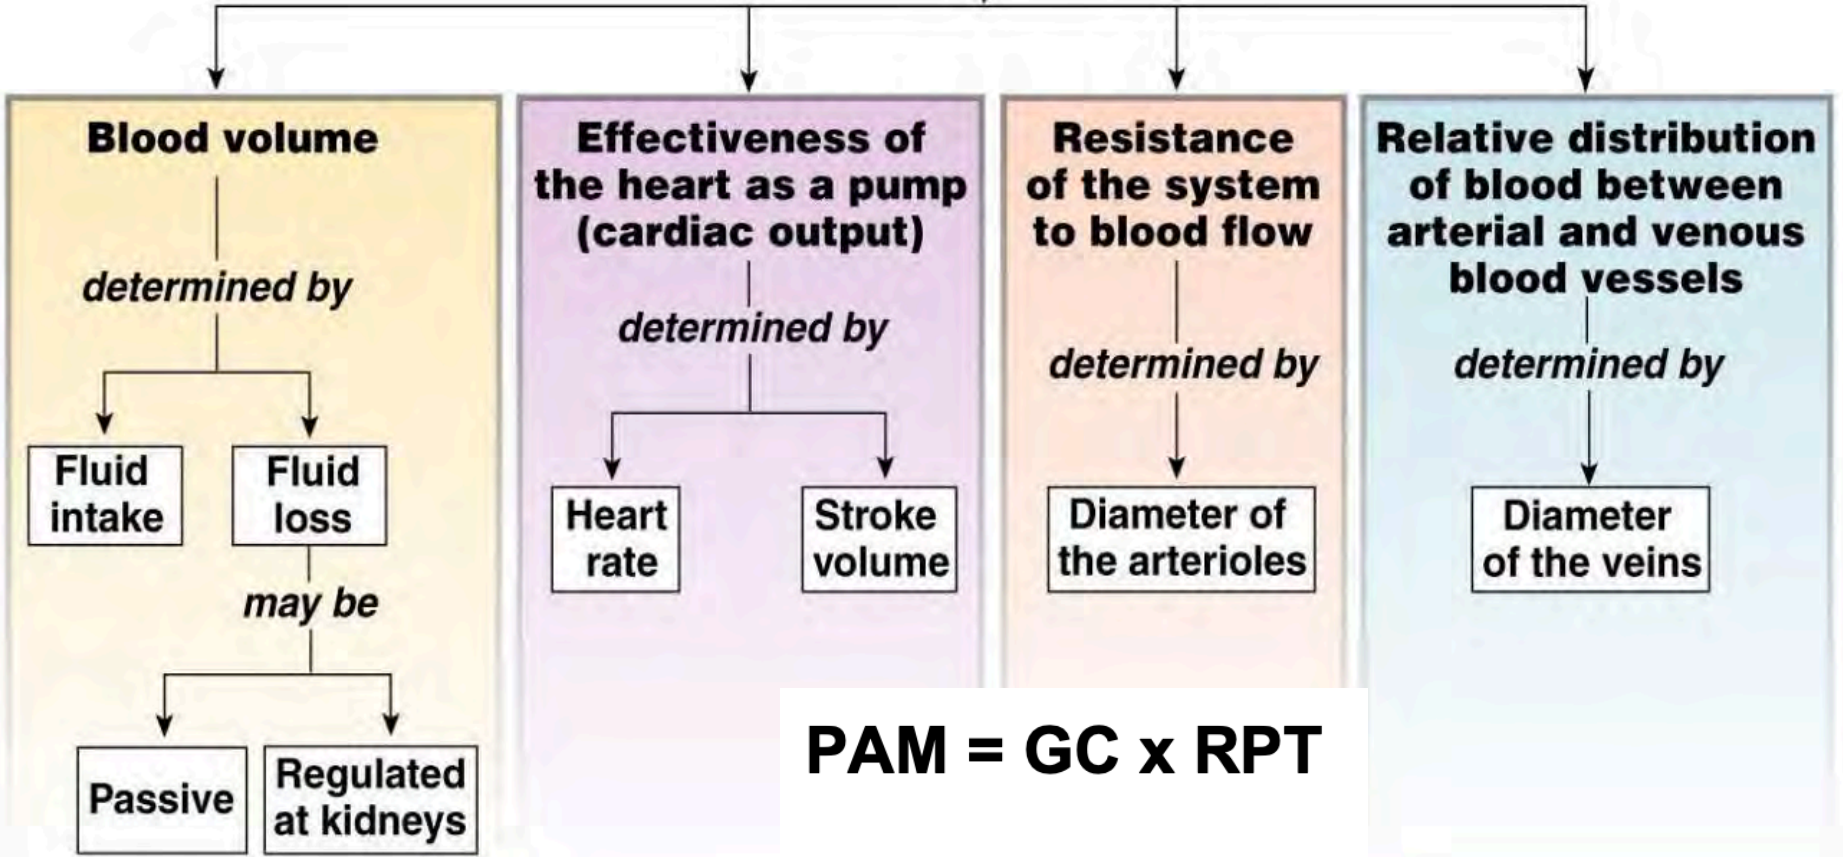 Blood volume
determined by
Fluid
intake
Fluid
loss
may be
Passive
Regulated
at kidneys
Effectiveness of
the heart as a pump
(cardiac output)
determined by
Heart
rate
Stroke
volume
Resistance
of the system
to blood flow
determined by
Diameter of
the arterioles
Relative distribution
of blood between
arterial and venous
blood vessels
determined by
Diameter
of the veins
PAM = GC x RPT